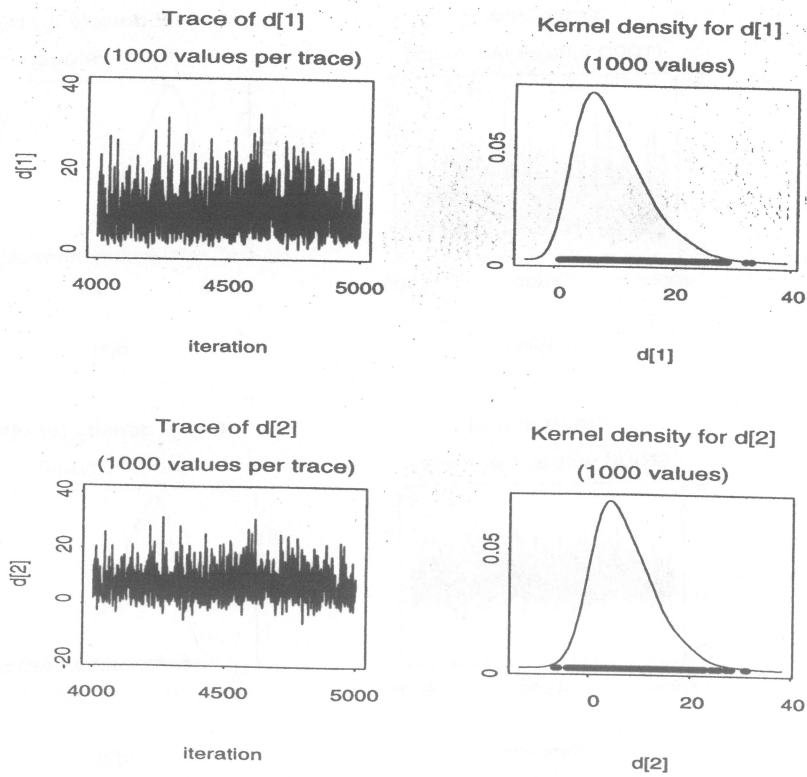 Trace of d[1]
(1000 values per trace)
40
20
0
d[1]
4000 4500 5000
iteration
Kernel density for d[1]
(1000 values)
0.05
0
0 20 40
d[1]
Trace of d[2]
(1000 values per trace)
40
20
0
-20
d[2]
4000 4500 5000
iteration
Kernel density for d[2]
(1000 values)
0.05
0
0 20 40
d[2]